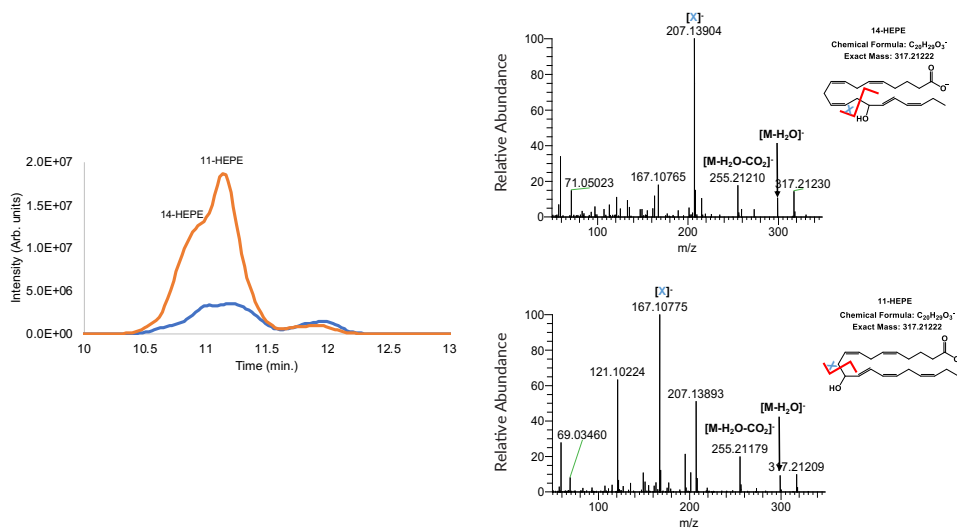 2.0E+07
1.5E+07
1.0E+07
5.0E+06
0.0E+00
Intensity (Arb. units)
14-HEPE
11-HEPE
10
10.5
11
11.5
12
12.5
13
Time (min.)
[X]-
207.13904
100
80
60
40
20
0
Relative Abundance
71.05023
167.10765
[M-H2O-CO2]-
255.21210
[M-H2O]-
317.21230
100
200
300
m/z
14-HEPE
Chemical Formula: C20H29O3-
Exact Mass: 317.21222
O
O-
X
HO
[X]-
167.10775
100
80
60
40
20
0
Relative Abundance
69.03460
121.10224
207.13893
[M-H2O-CO2]-
255.21179
[M-H2O]-
317.21209
100
200
300
m/z
11-HEPE
Chemical Formula: C20H29O3-
Exact Mass: 317.21222
O
X
HO